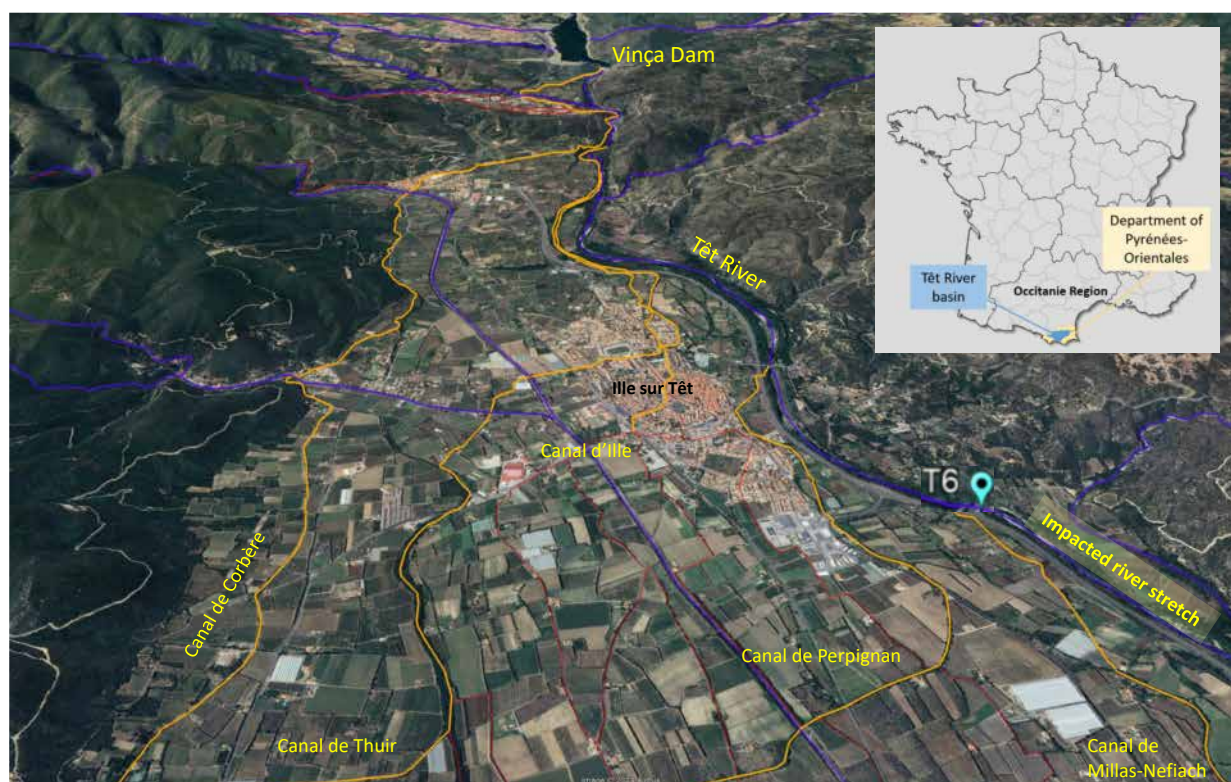 Vinça Dam
Department of
Pyrénées-
Orientales
Têt River
basin
Occitanie Region
Têt River
Ille sur Têt
Canal d'Ille
T6
Impacted river stretch
Canal de Corbère
Canal de Perpignan
Canal de Thuir
Canal de
Millas-Nefiach